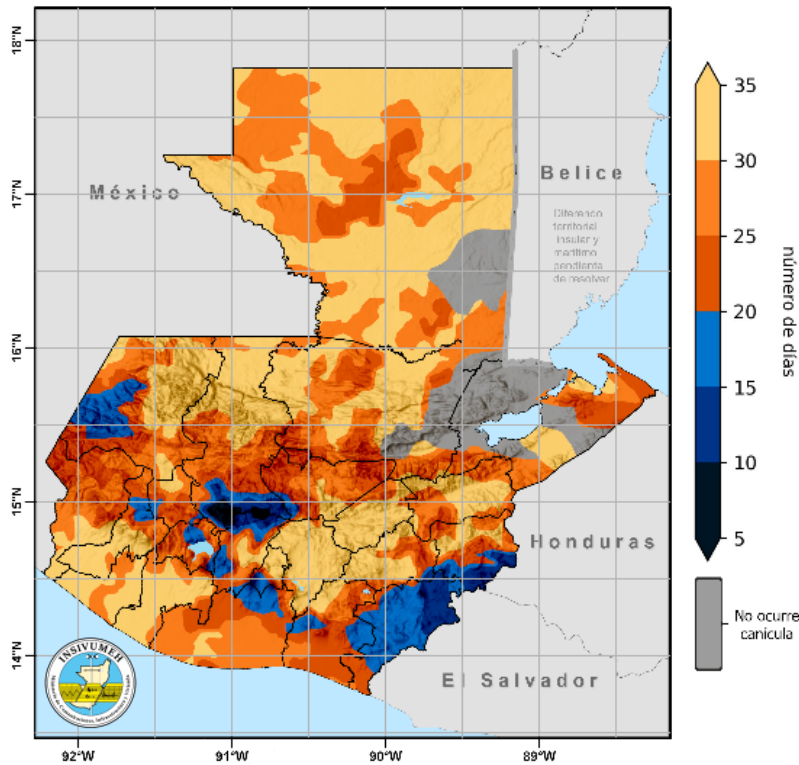 18°N
17°N
16°N
15°N
14°N
92°W
91°W
90°W
89°W
México
Belice
Diferendo
territorial
insular y
marítimo
pendiente
de resolver
Honduras
El Salvador
INSIVUMEH
35
30
25
20
15
10
5
número de días
No ocurre
canícula